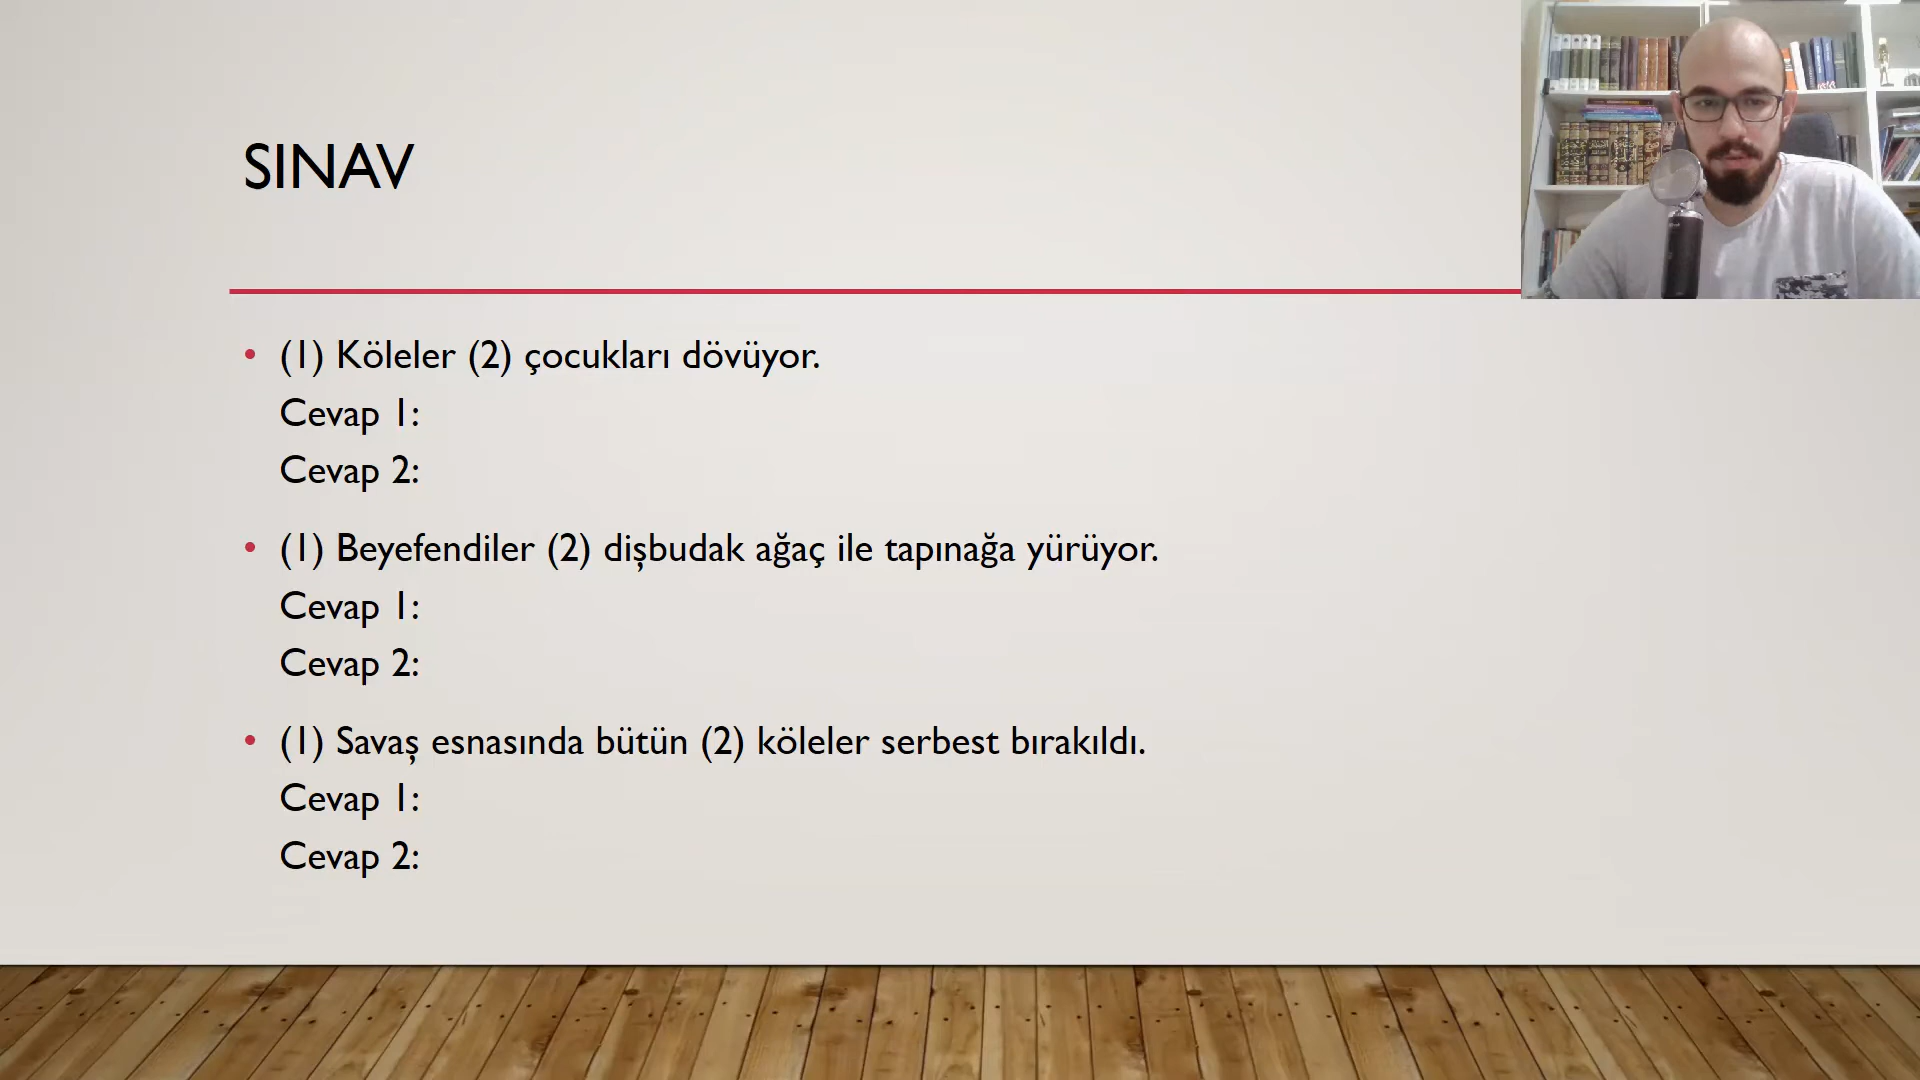 SINAV
• (1) Köleler (2) çocukları dövüyor.
Cevap 1:
Cevap 2:
• (1) Beyefendiler (2) dişbudak ağaç ile tapınağa yürüyor.
Cevap 1:
Cevap 2:
• (1) Savaş esnasında bütün (2) köleler serbest bırakıldı.
Cevap 1:
Cevap 2: